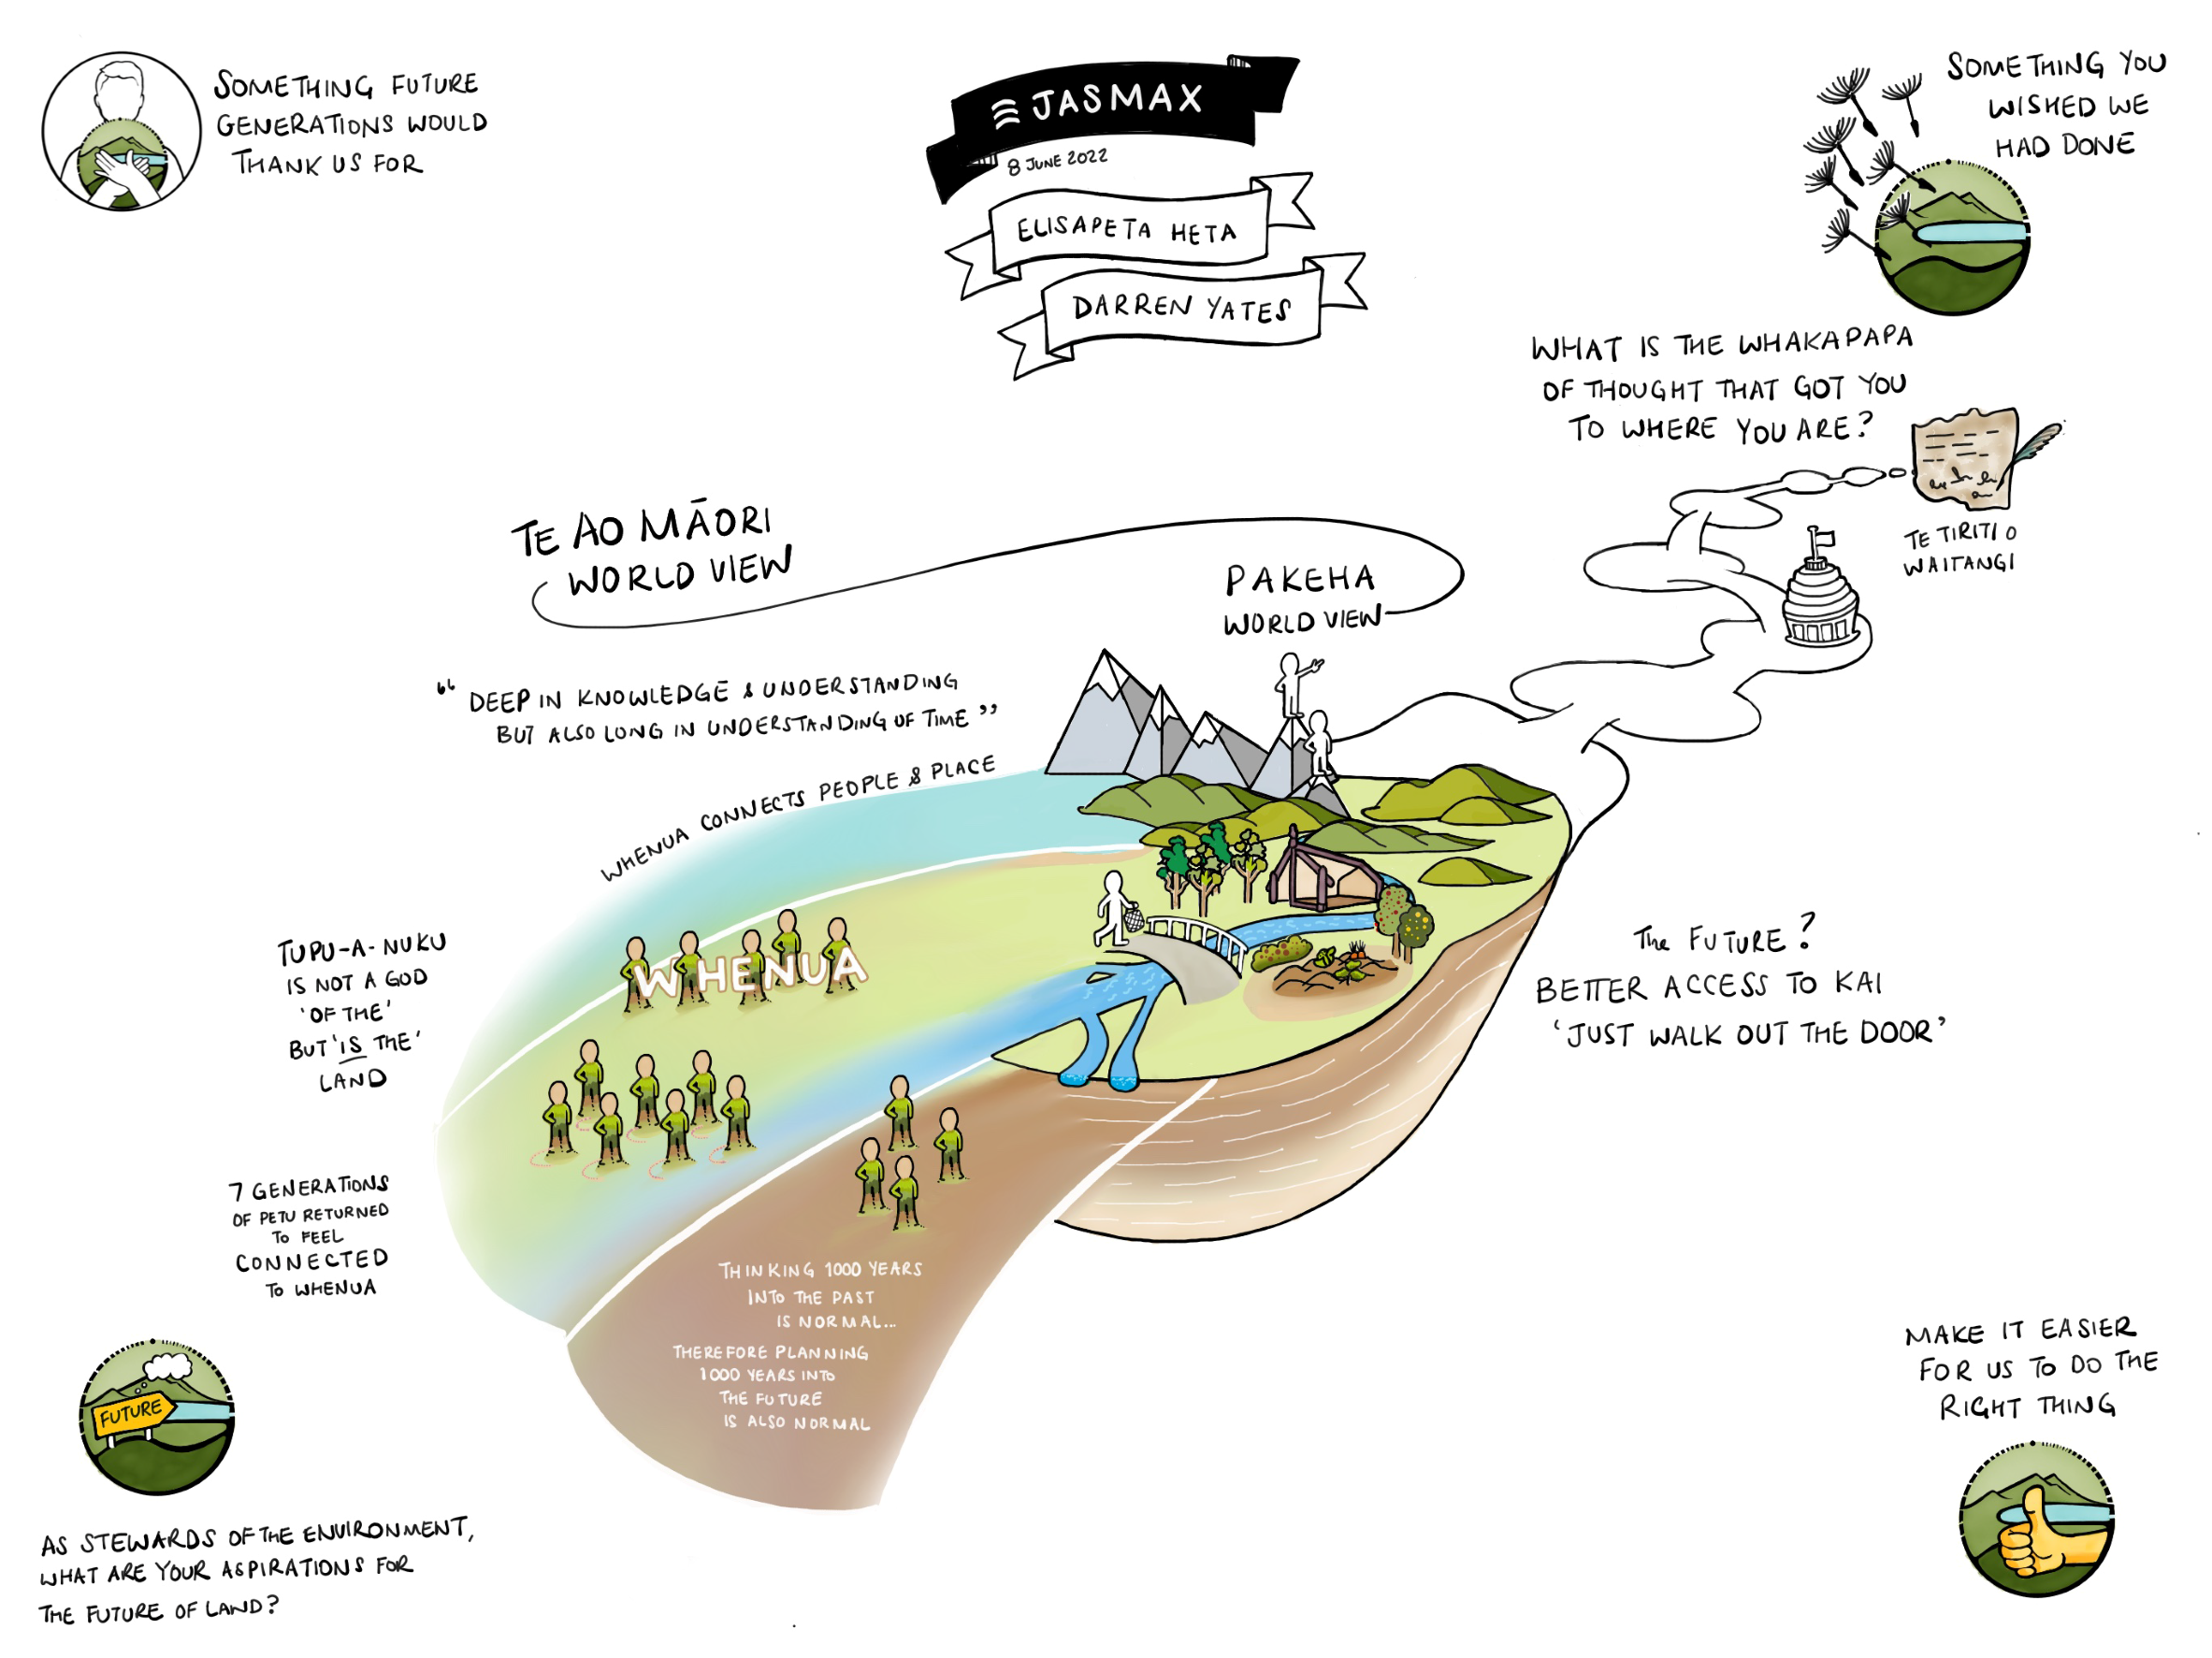 SOMETHING FUTURE
GENERATIONS WOULD
THANK US FOR
JASMAX
8 JUNE 2022
ELISAPETA HETA
DARREN YATES
SOMETHING YOU
WISHED WE
HAD DONE
WHAT IS THE WHAKAPAPA
OF THOUGHT THAT GOT YOU
TO WHERE YOU ARE?
TE TIRITI O
WAITANGI
TE AO MĀORI
WORLD VIEW
PAKEHA
WORLD VIEW
"DEEP IN KNOWLEDGE & UNDERSTANDING
BUT ALSO LONG IN UNDERSTANDING OF TIME"
WHENUA CONNECTS PEOPLE & PLACE
WHENUA
TUPU-A-NUKU
IS NOT A GOD
'OF THE'
BUT 'IS THE'
LAND
The FUTURE?
BETTER ACCESS TO KAI
'JUST WALK OUT THE DOOR'
7 GENERATIONS
OF PETU RETURNED
TO FEEL
CONNECTED
TO WHENUA
THINKING 1000 YEARS
INTO THE PAST
IS NORMAL...
THEREFORE PLANNING
1000 YEARS INTO
THE FUTURE
IS ALSO NORMAL
FUTURE
AS STEWARDS OF THE ENVIRONMENT,
WHAT ARE YOUR ASPIRATIONS FOR
THE FUTURE OF LAND?
MAKE IT EASIER
FOR US TO DO THE
RIGHT THING